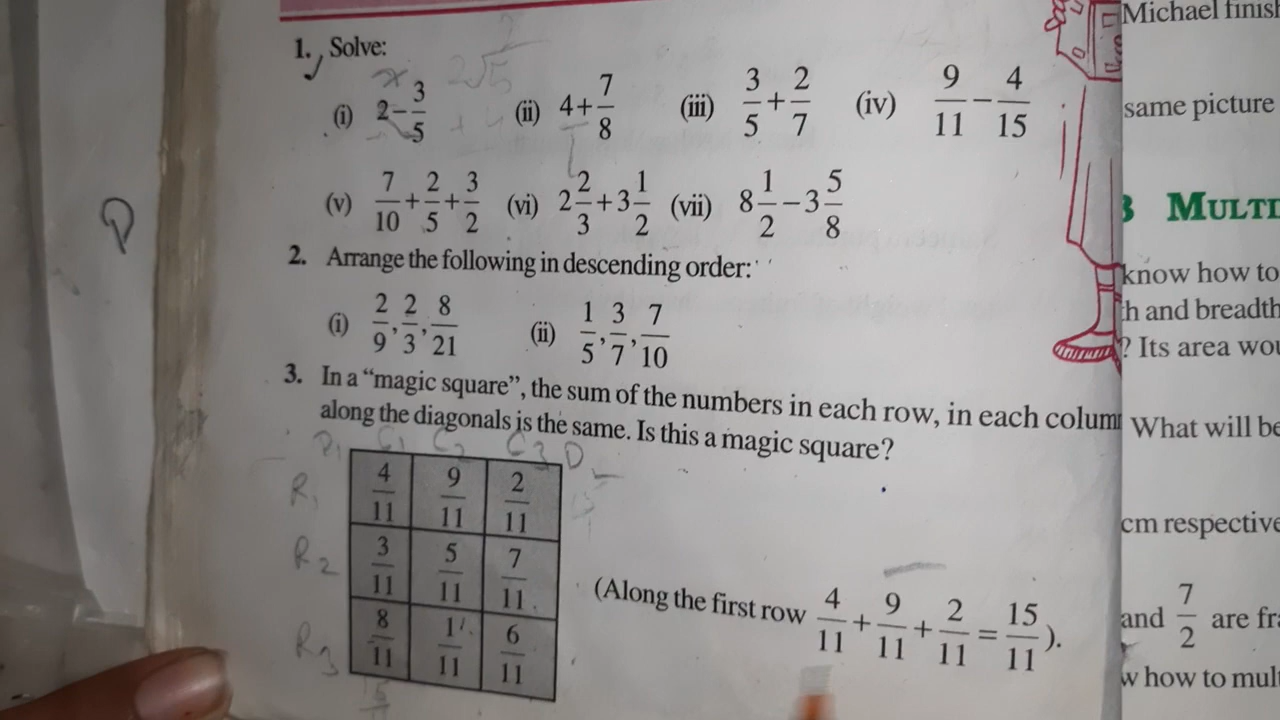 1. Solve:
(i) 2 - 3/5 (ii) 4 + 7/8 (iii) 3/5 + 2/7 (iv) 9/11 - 4/15
(v) 7/10 + 2/5 + 3/2 (vi) 2 2/3 + 3 1/2 (vii) 8 1/2 - 3 5/8
2. Arrange the following in descending order:
(i) 2/9, 2/3, 8/21 (ii) 1/5, 3/7, 7/10
3. In a “magic square”, the sum of the numbers in each row, in each
along the diagonals is the same. Is this a magic square?
C1 C2 C3 D
R1 4/11 9/11 2/11
R2 3/11 5/11 7/11
R3 8/11 1/11 6/11
(Along the first row 4/11 + 9/11 + 2/11 = 15/11).
P
Michael
same picture
MULTI
know how to
and breadth
? Its area
What will be
cm
and 7/2 are
how to